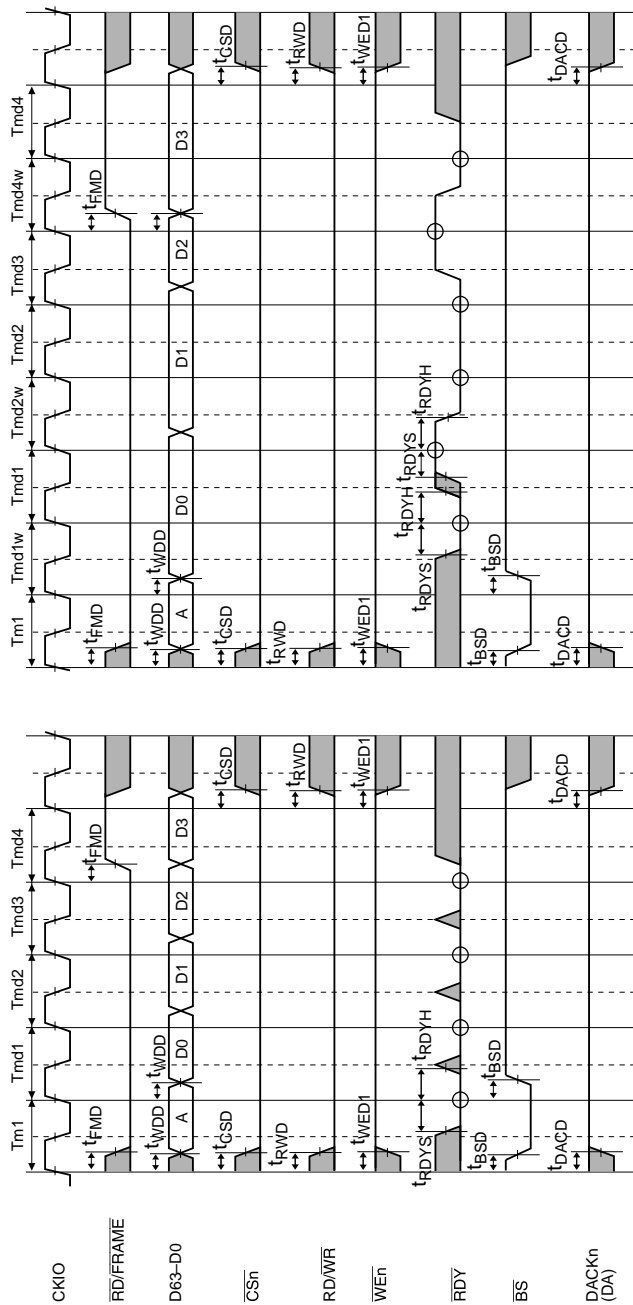 Tm1 Tmd1 Tmd2 Tmd3 Tmd4 Tm1 Tmd1w Tmd1 Tmd2w Tmd2 Tmd3 Tmd4w Tmd4
CKIO
tFMD tFMD tFMD tFMD
RD/FRAME
tWDD tWDD tWDD tWDD
D63–D0 A D0 D1 D2 D3 A D0 D1 D2 D3
tCSD tCSD tCSD tCSD
CSn
tRWD tRWD tRWD tRWD
RD/WR
tWED1 tWED1 tWED1 tWED1
WEn
tRDYS tRDYH tRDYS tRDYH tRDYS tRDYH
RDY
tBSD tBSD tBSD tBSD
BS
tDACD tDACD tDACD tDACD
DACKn
(DA)